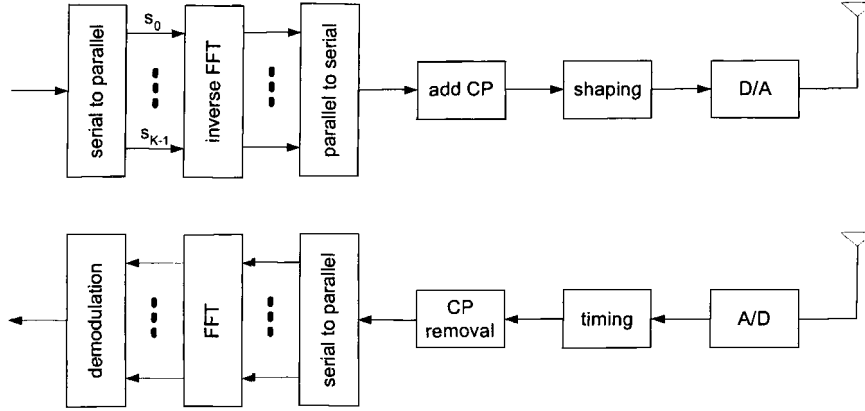 serial to parallel
s0
sK-1
inverse FFT
parallel to serial
add CP
shaping
D/A
demodulation
FFT
serial to parallel
CP
removal
timing
A/D